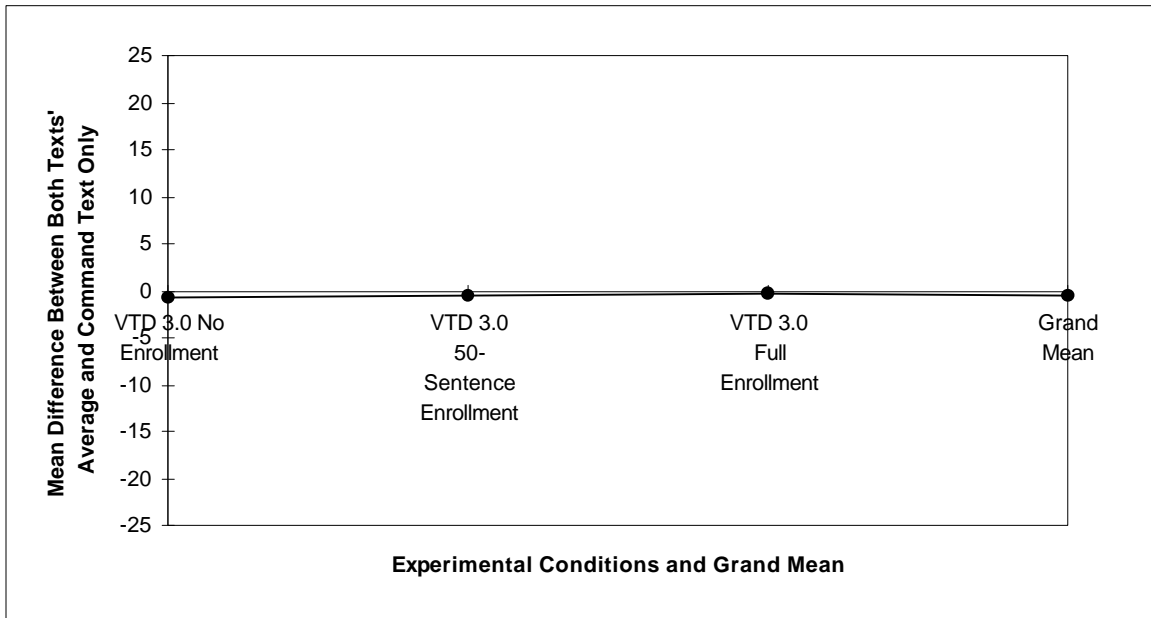 Mean Difference Between Both Texts'
Average and Command Text Only
25
20
15
10
5
0
-5
-10
-15
-20
-25
VTD 3.0 No
Enrollment
VTD 3.0
50-
Sentence
Enrollment
VTD 3.0
Full
Enrollment
Grand
Mean
Experimental Conditions and Grand Mean